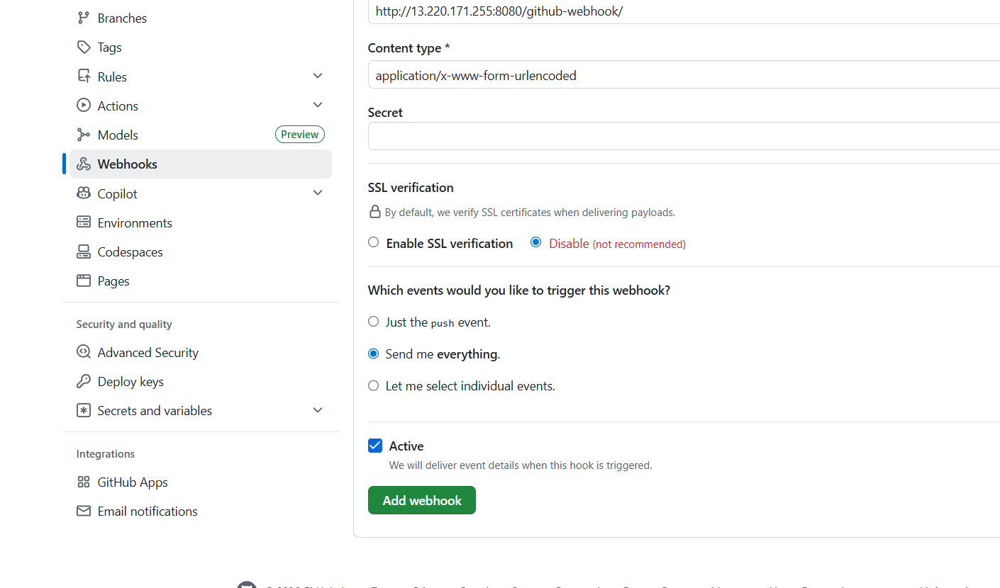 Branches
Tags
Rules
Actions
Models Preview
Webhooks
Copilot
Environments
Codespaces
Pages
Security and quality
Advanced Security
Deploy keys
Secrets and variables
Integrations
GitHub Apps
Email notifications
http://13.220.171.255:8080/github-webhook/
Content type *
application/x-www-form-urlencoded
Secret
SSL verification
By default, we verify SSL certificates when delivering payloads.
Enable SSL verification Disable (not recommended)
Which events would you like to trigger this webhook?
Just the push event.
Send me everything.
Let me select individual events.
Active
We will deliver event details when this hook is triggered.
Add webhook